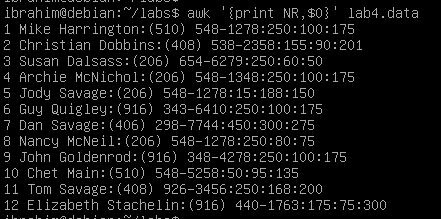 ibrahim@debian:~/labs$ awk '{print NR,$0}' lab4.data
1 Mike Harrington:(510) 548-1278:250:100:175
2 Christian Dobbins:(408) 538-2358:155:90:201
3 Susan Dalsass:(206) 654-6279:250:60:50
4 Archie McNichol:(206) 548-1348:250:100:175
5 Jody Savage:(206) 548-1278:15:188:150
6 Guy Quigley:(916) 343-6410:250:100:175
7 Dan Savage:(406) 298-7744:450:300:275
8 Nancy McNeil:(206) 548-1278:250:80:75
9 John Goldenrod:(916) 348-4278:250:100:175
10 Chet Main:(510) 548-5258:50:95:135
11 Tom Savage:(408) 926-3456:250:168:200
12 Elizabeth Stachelin:(916) 440-1763:175:75:300